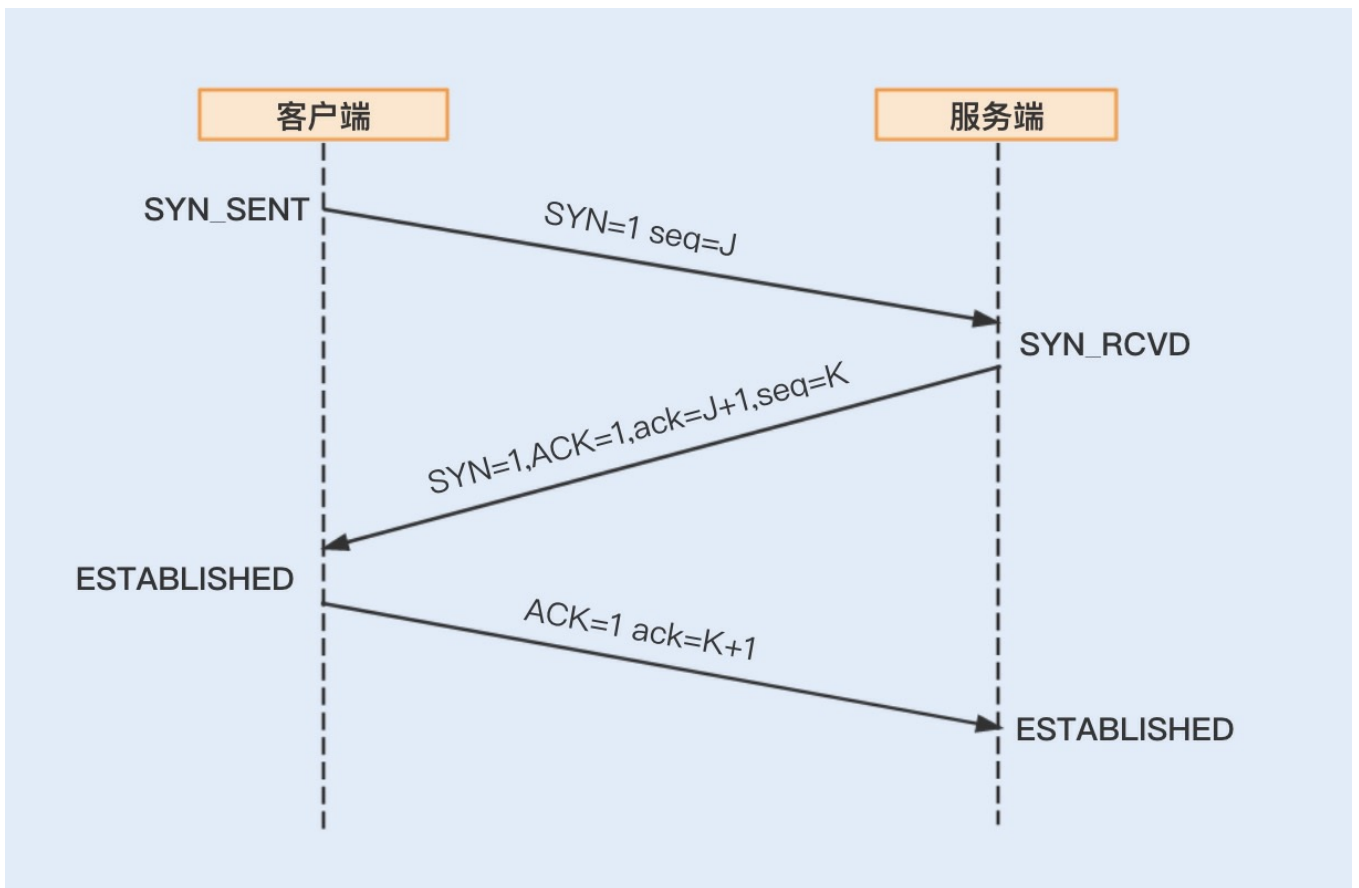 客户端
服务端
SYN_SENT
SYN=1 seq=J
SYN_RCVD
SYN=1,ACK=1,ack=J+1,seq=K
ESTABLISHED
ACK=1 ack=K+1
ESTABLISHED